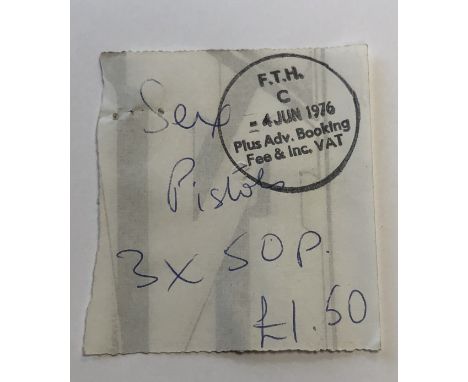 F.T.H.
C
- 4 JUN 1976
Plus Adv. Booking
Fee & Inc. VAT
Sex
Pistols
3 X 50p.
£1.50